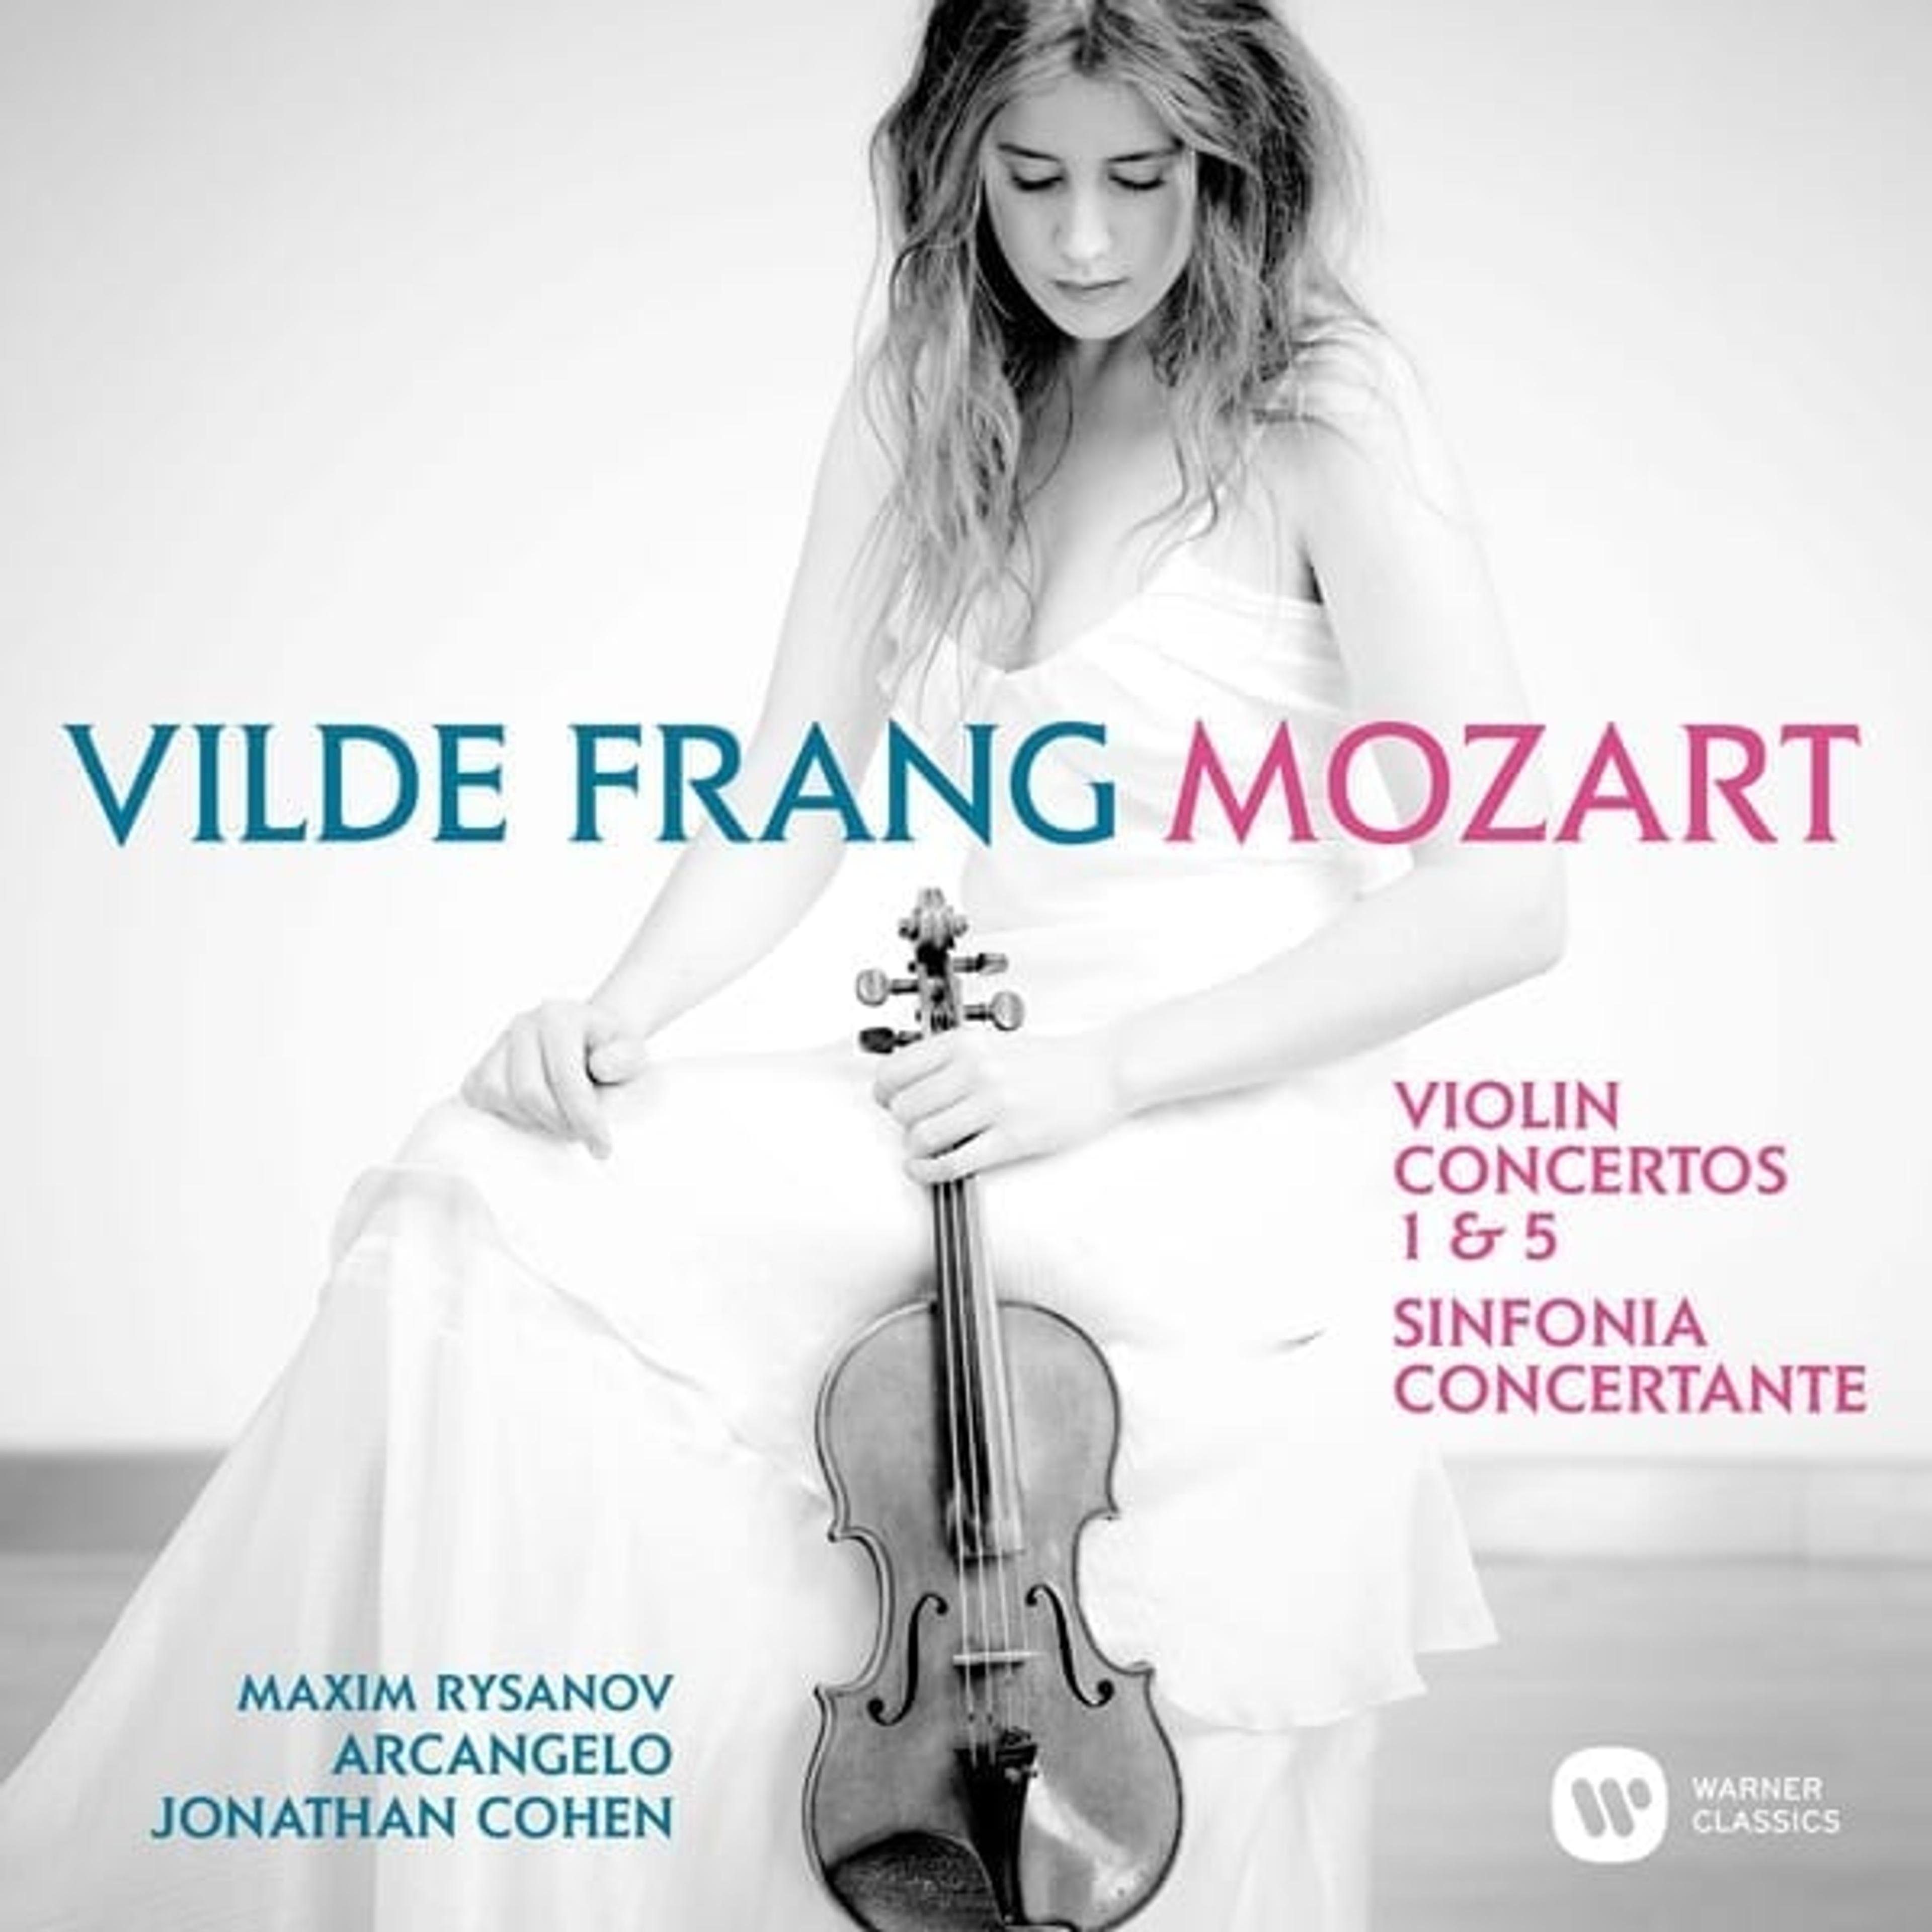 VILDE FRANG MOZART
VIOLIN
CONCERTOS
1 & 5
SINFONIA
CONCERTANTE
MAXIM RYSANOV
ARCANGELO
JONATHAN COHEN
WARNER
CLASSICS